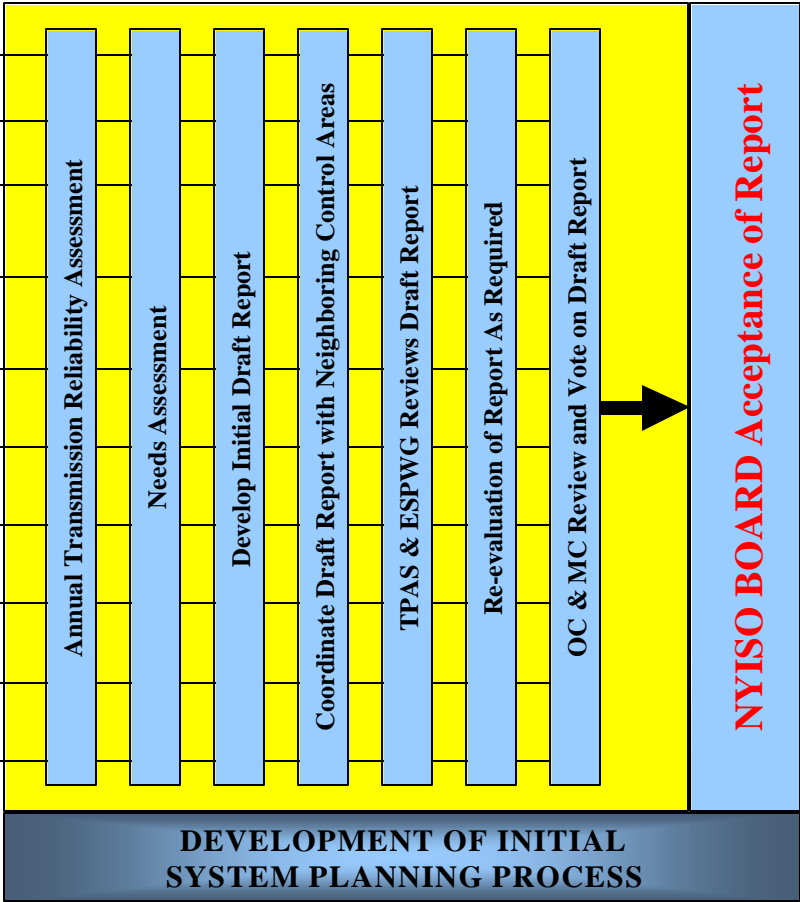 Annual Transmission Reliability Assessment
Needs Assessment
Develop Initial Draft Report
Coordinate Draft Report with Neighboring Control Areas
TPAS & ESPWG Reviews Draft Report
Re-evaluation of Report As Required
OC & MC Review and Vote on Draft Report
NYISO BOARD Acceptance of Report
DEVELOPMENT OF INITIAL
SYSTEM PLANNING PROCESS